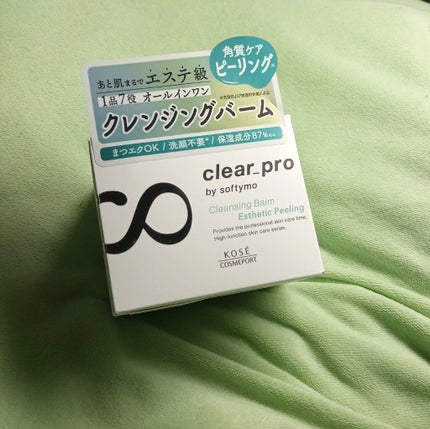 角質ケア
ピーリング
あと肌まるでエステ級
1品7役 オールインワン
クレンジングバーム
まつエクOK / 洗顔不要* / 保湿成分87%
clear_pro
by softymo
Cleansing Balm
Esthetic Peeling
Provides the professional skin care time.
High-function skin care series.
KOSÉ
COSMEPORT